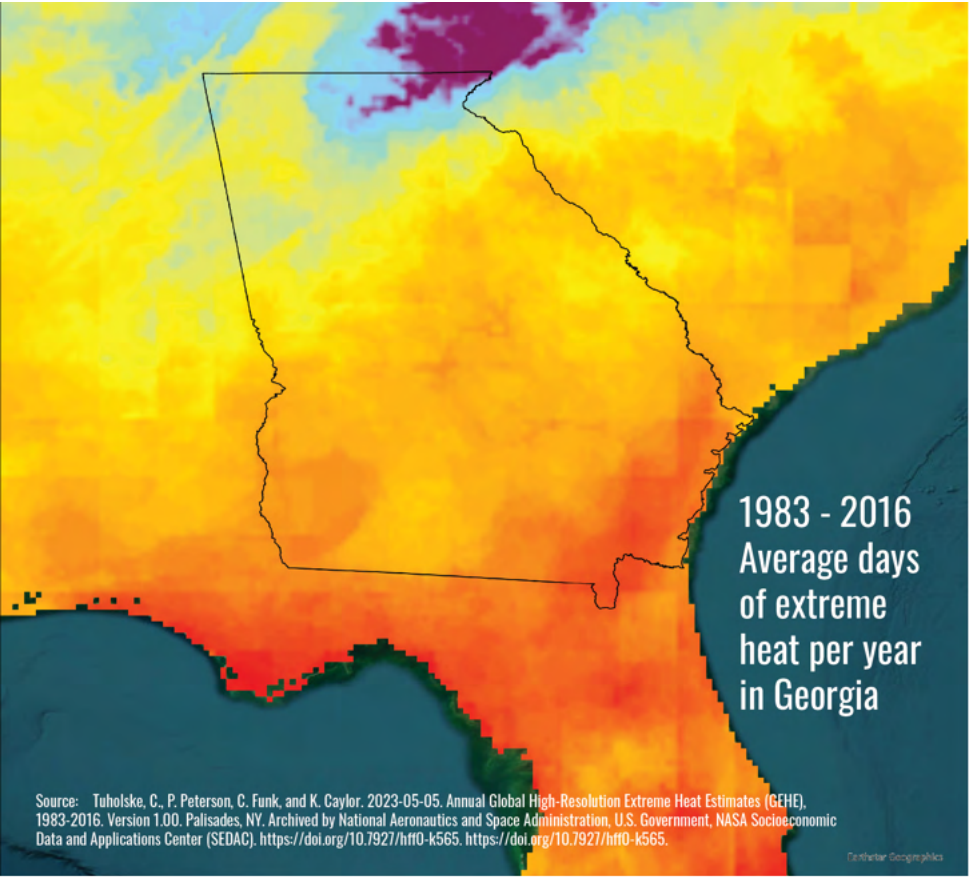 1983 - 2016
Average days
of extreme
heat per year
in Georgia
Source: Tuholske, C., P. Peterson, C. Funk, and K. Caylor. 2023-05-05. Annual Global High-Resolution Extreme Heat Estimates (GEHE),
1983-2016. Version 1.00. Palisades, NY. Archived by National Aeronautics and Space Administration, U.S. Government, NASA Socioeconomic
Data and Applications Center (SEDAC). https://doi.org/10.7927/hff0-k565. https://doi.org/10.7927/hff0-k565.
Earthstar Geographics